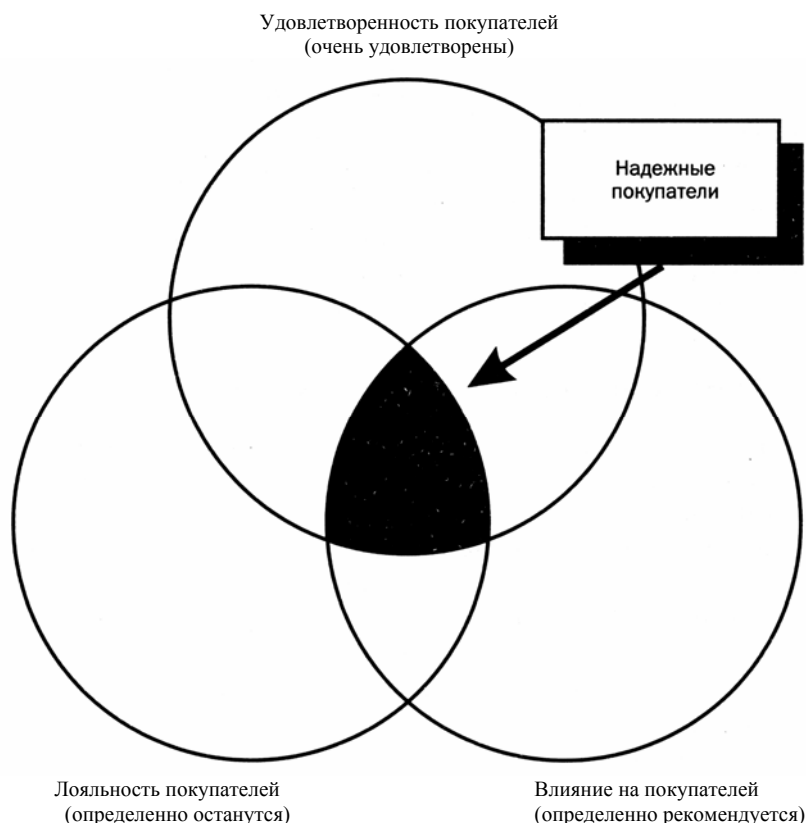 Удовлетворенность покупателей
(очень удовлетворены)
Надежные
покупатели
Лояльность покупателей
(определенно останутся)
Влияние на покупателей
(определенно рекомендуется)